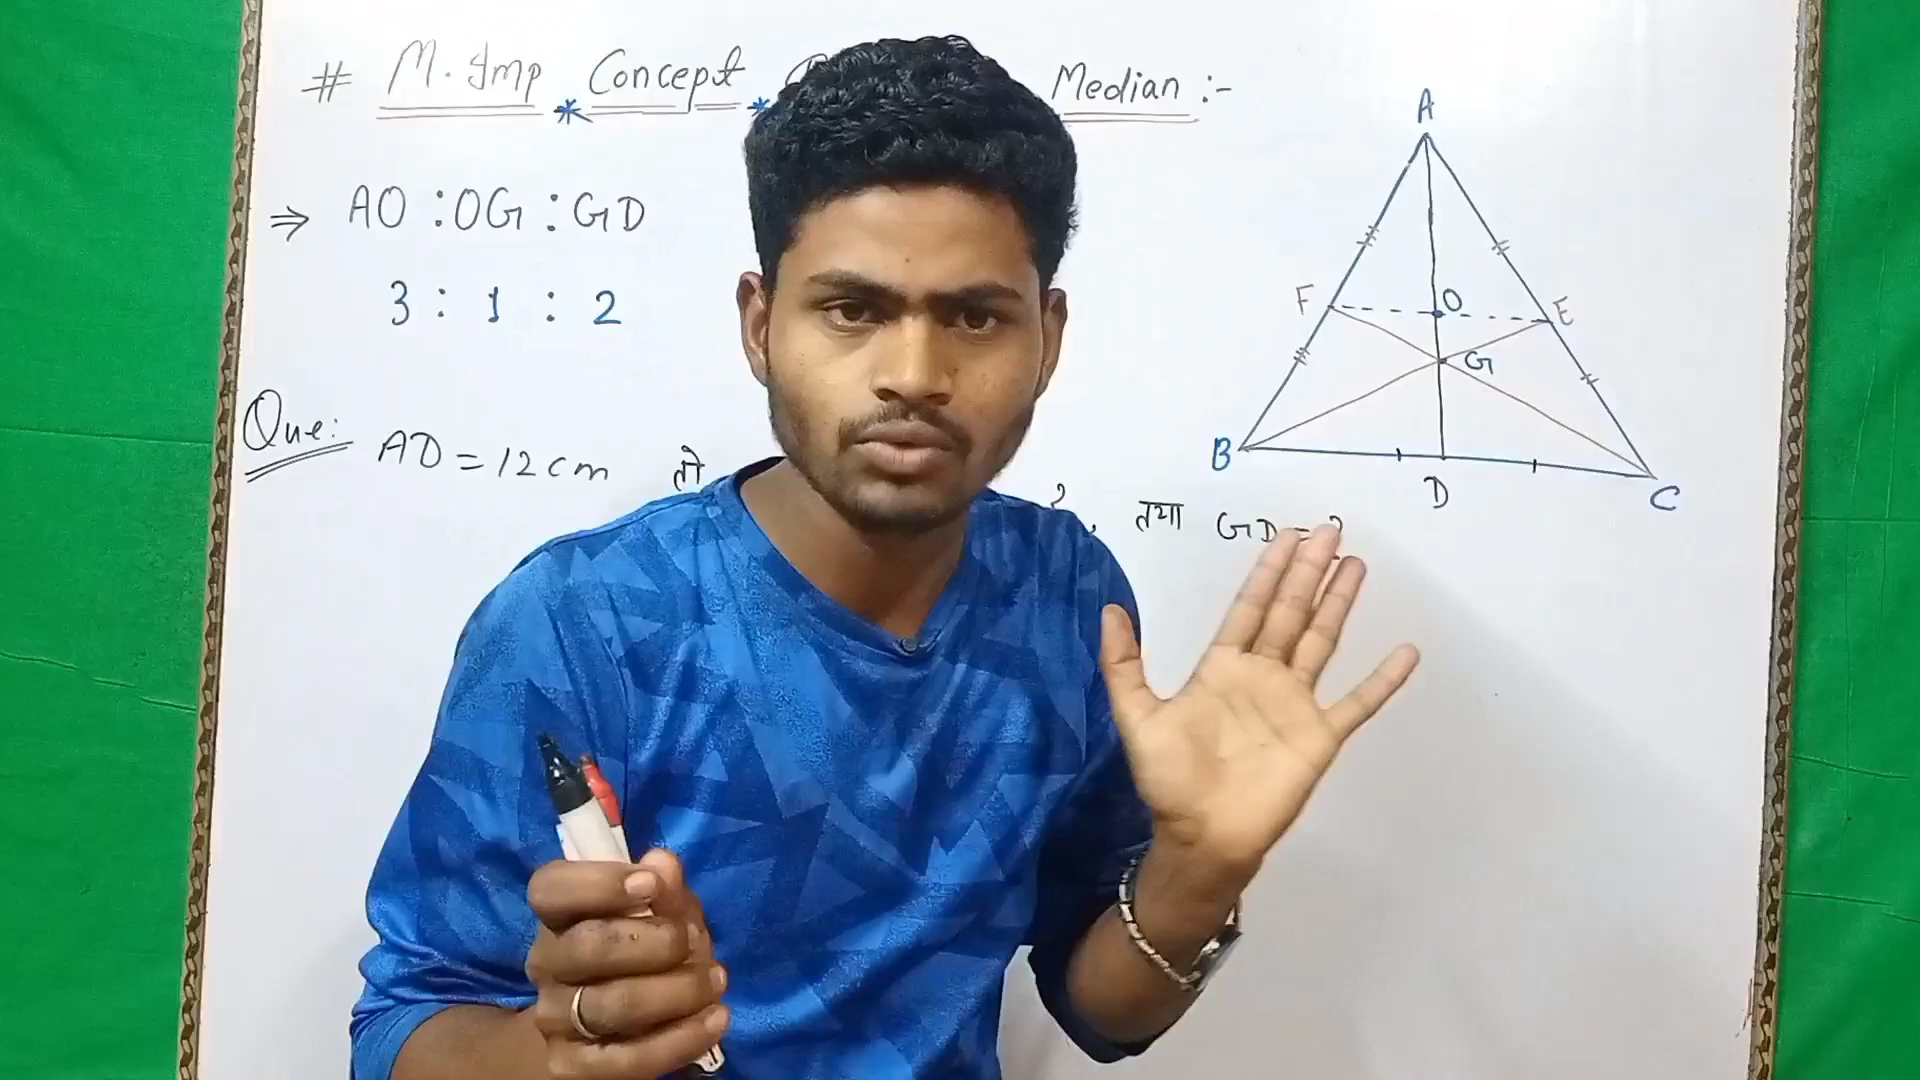 # M. Imp Concept Median :-
⇒ AO : OG : GD
3 : 1 : 2
Que: AD = 12 cm तो ? , तथा GD = ?
A
F O E
G
B D C